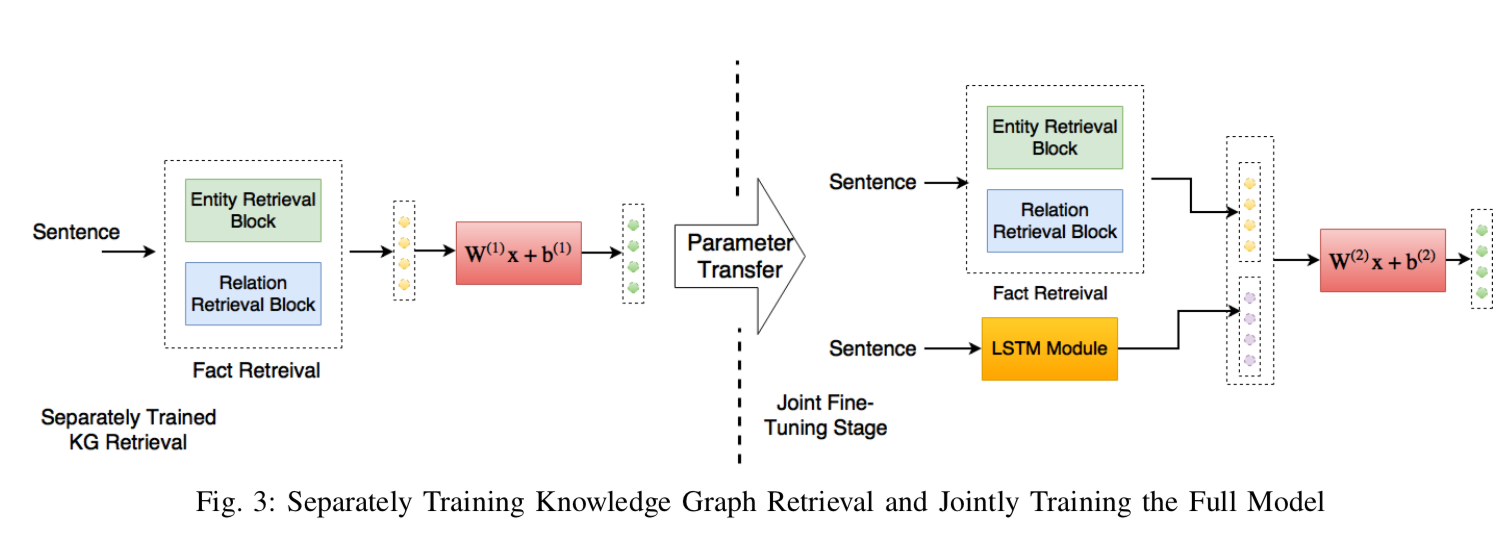 Sentence
Entity Retrieval
Block
Relation
Retrieval Block
Fact Retreival
W(1)x + b(1)
Separately Trained
KG Retrieval
Parameter
Transfer
Sentence
Entity Retrieval
Block
Relation
Retrieval Block
Fact Retreival
Sentence
LSTM Module
W(2)x + b(2)
Joint Fine-
Tuning Stage
Fig. 3: Separately Training Knowledge Graph Retrieval and Jointly Training the Full Model